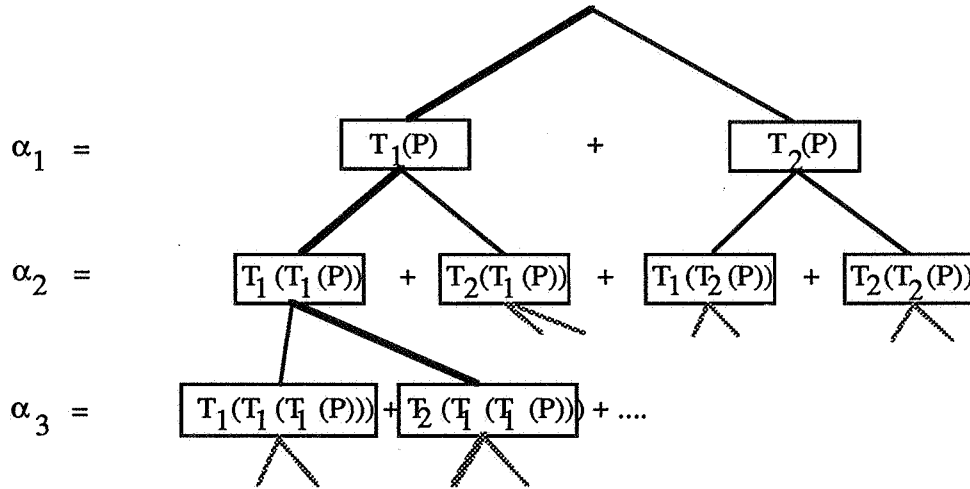 α₁ = T₁(P) + T₂(P)
α₂ = T₁(T₁(P)) + T₂(T₁(P)) + T₁(T₂(P)) + T₂(T₂(P))
α₃ = T₁(T₁(T₁(P))) + T₂(T₁(T₁(P))) + ....